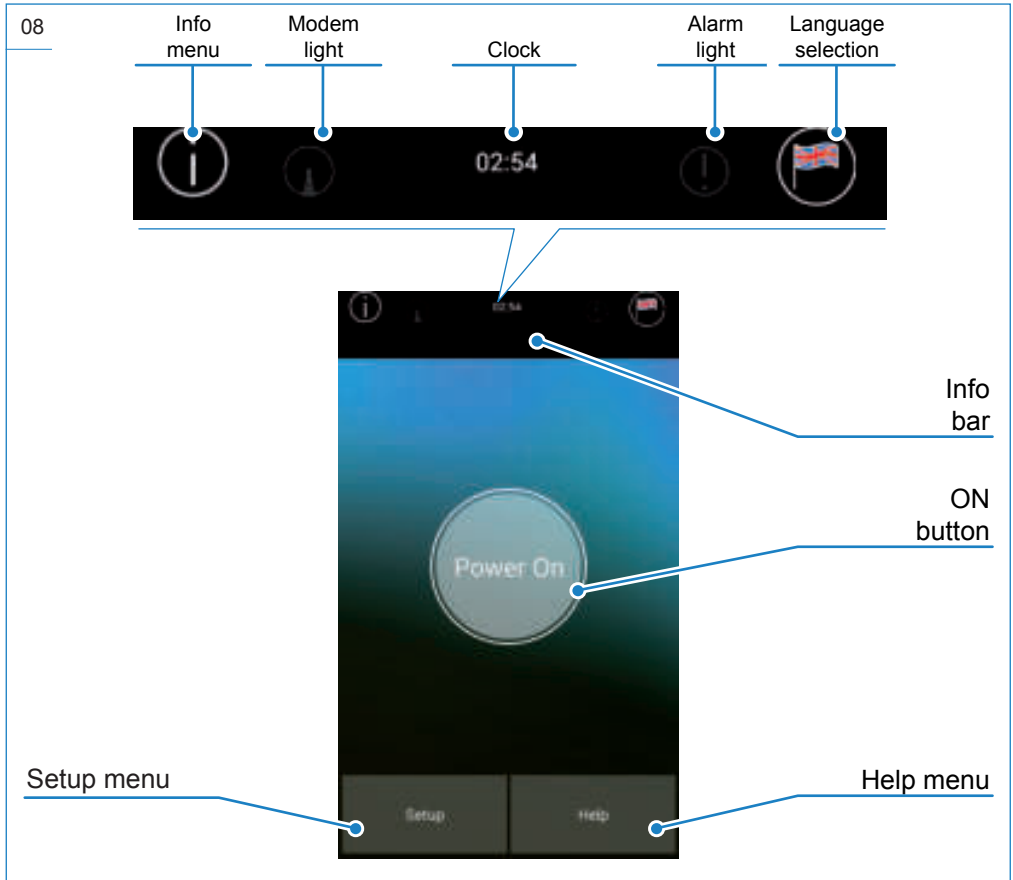 08
Info
menu
Modem
light
Clock
Alarm
light
Language
selection
02:54
02:54
Info
bar
ON
button
Power On
Setup menu
Help menu
Setup
Help